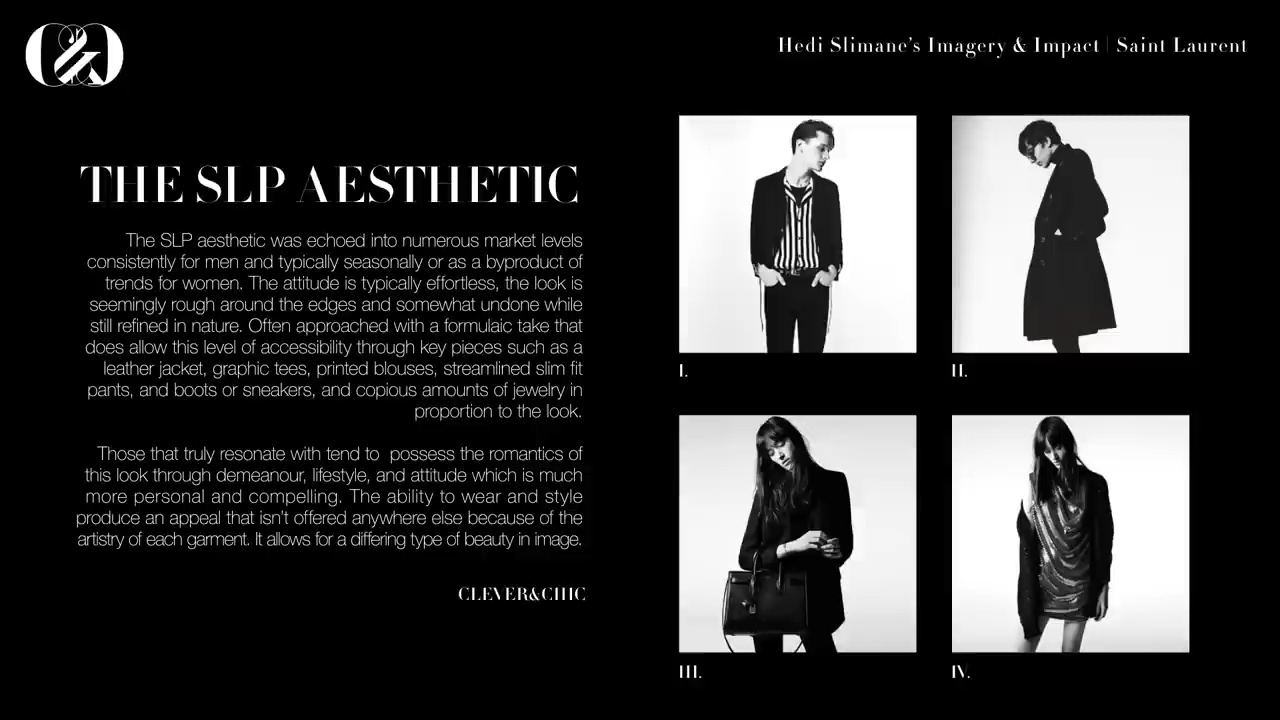 C&C
Hedi Slimane's Imagery & Impact | Saint Laurent
THE SLP AESTHETIC
The SLP aesthetic was echoed into numerous market levels
consistently for men and typically seasonally or as a byproduct of
trends for women. The attitude is typically effortless, the look is
seemingly rough around the edges and somewhat undone while
still refined in nature. Often approached with a formulaic take that
does allow this level of accessibility through key pieces such as a
leather jacket, graphic tees, printed blouses, streamlined slim fit
pants, and boots or sneakers, and copious amounts of jewelry in
proportion to the look.
Those that truly resonate with tend to possess the romantics of
this look through demeanour, lifestyle, and attitude which is much
more personal and compelling. The ability to wear and style
produce an appeal that isn't offered anywhere else because of the
artistry of each garment. It allows for a differing type of beauty in image.
CLEVER&CHIC
I.
II.
III.
IV.